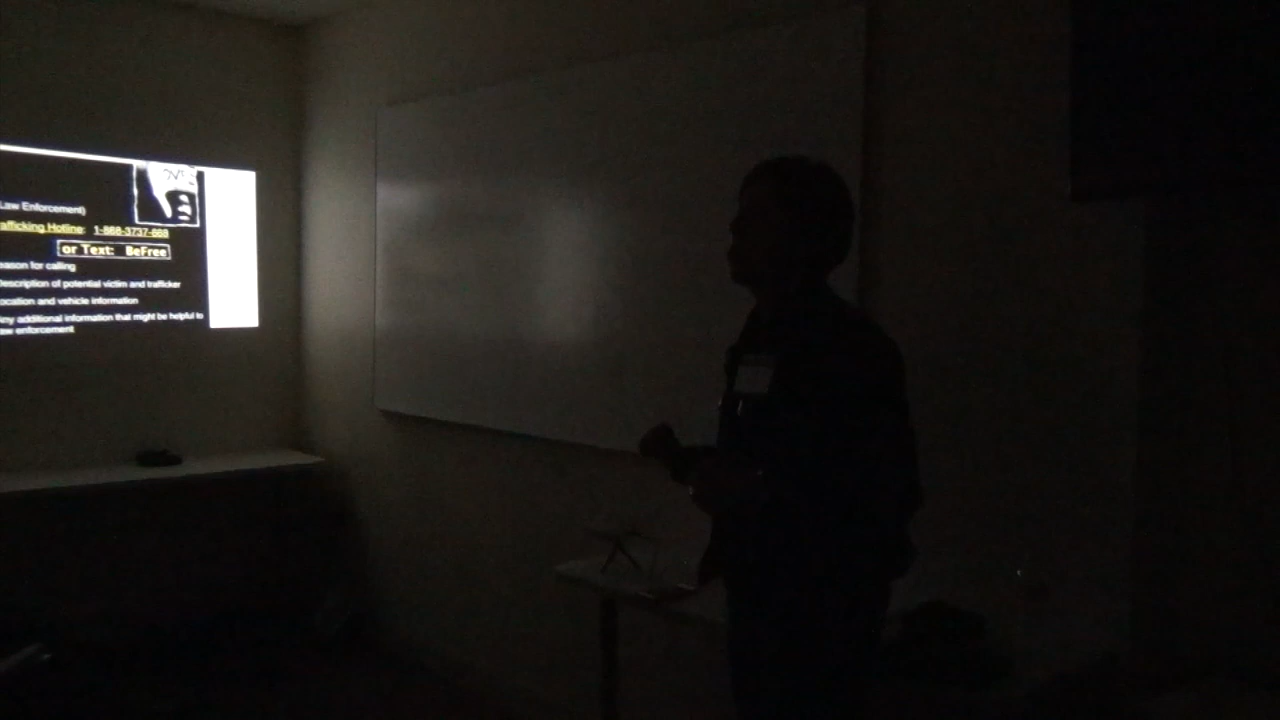 Law Enforcement)
afficking Hotline: 1-888-3737-888
or Text: BeFree
eason for calling
Description of potential victim and trafficker
ocation and vehicle information
Any additional information that might be helpful to
aw enforcement